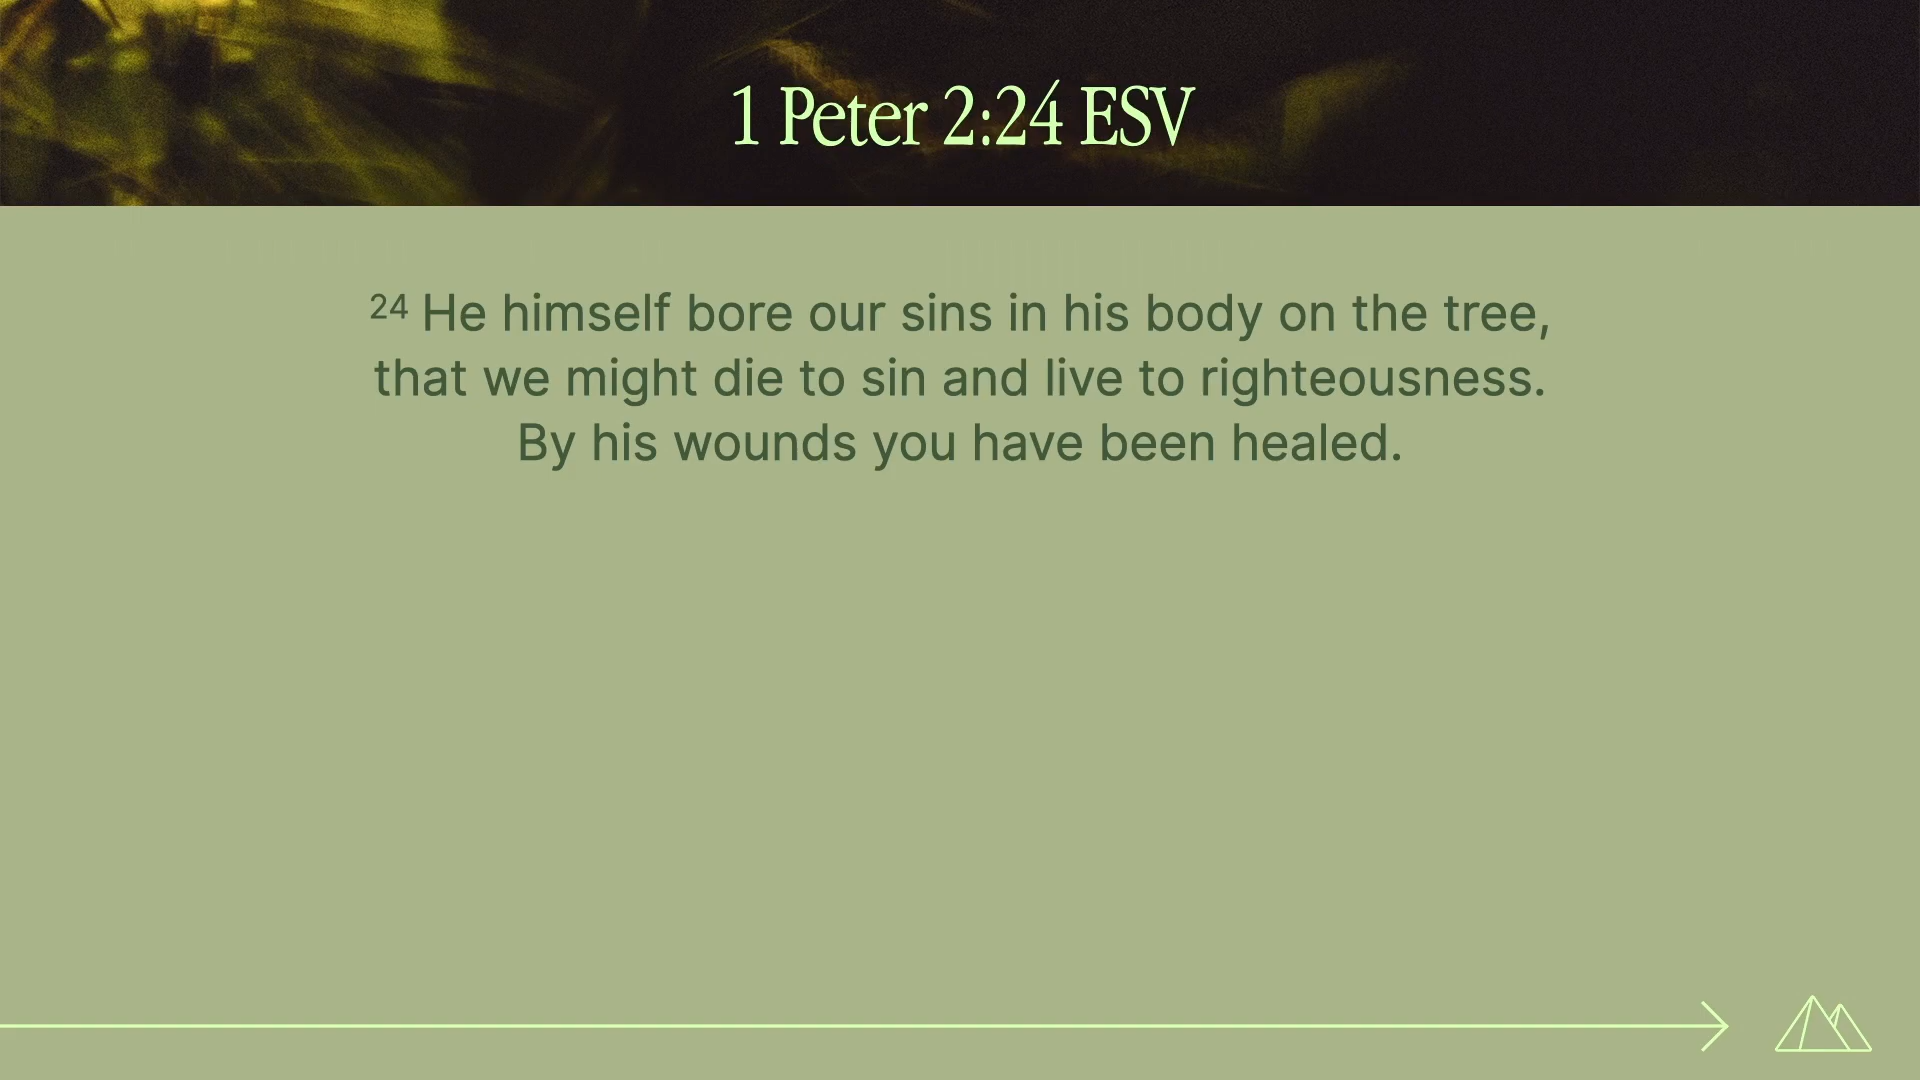 1 Peter 2:24 ESV
24 He himself bore our sins in his body on the tree,
that we might die to sin and live to righteousness.
By his wounds you have been healed.